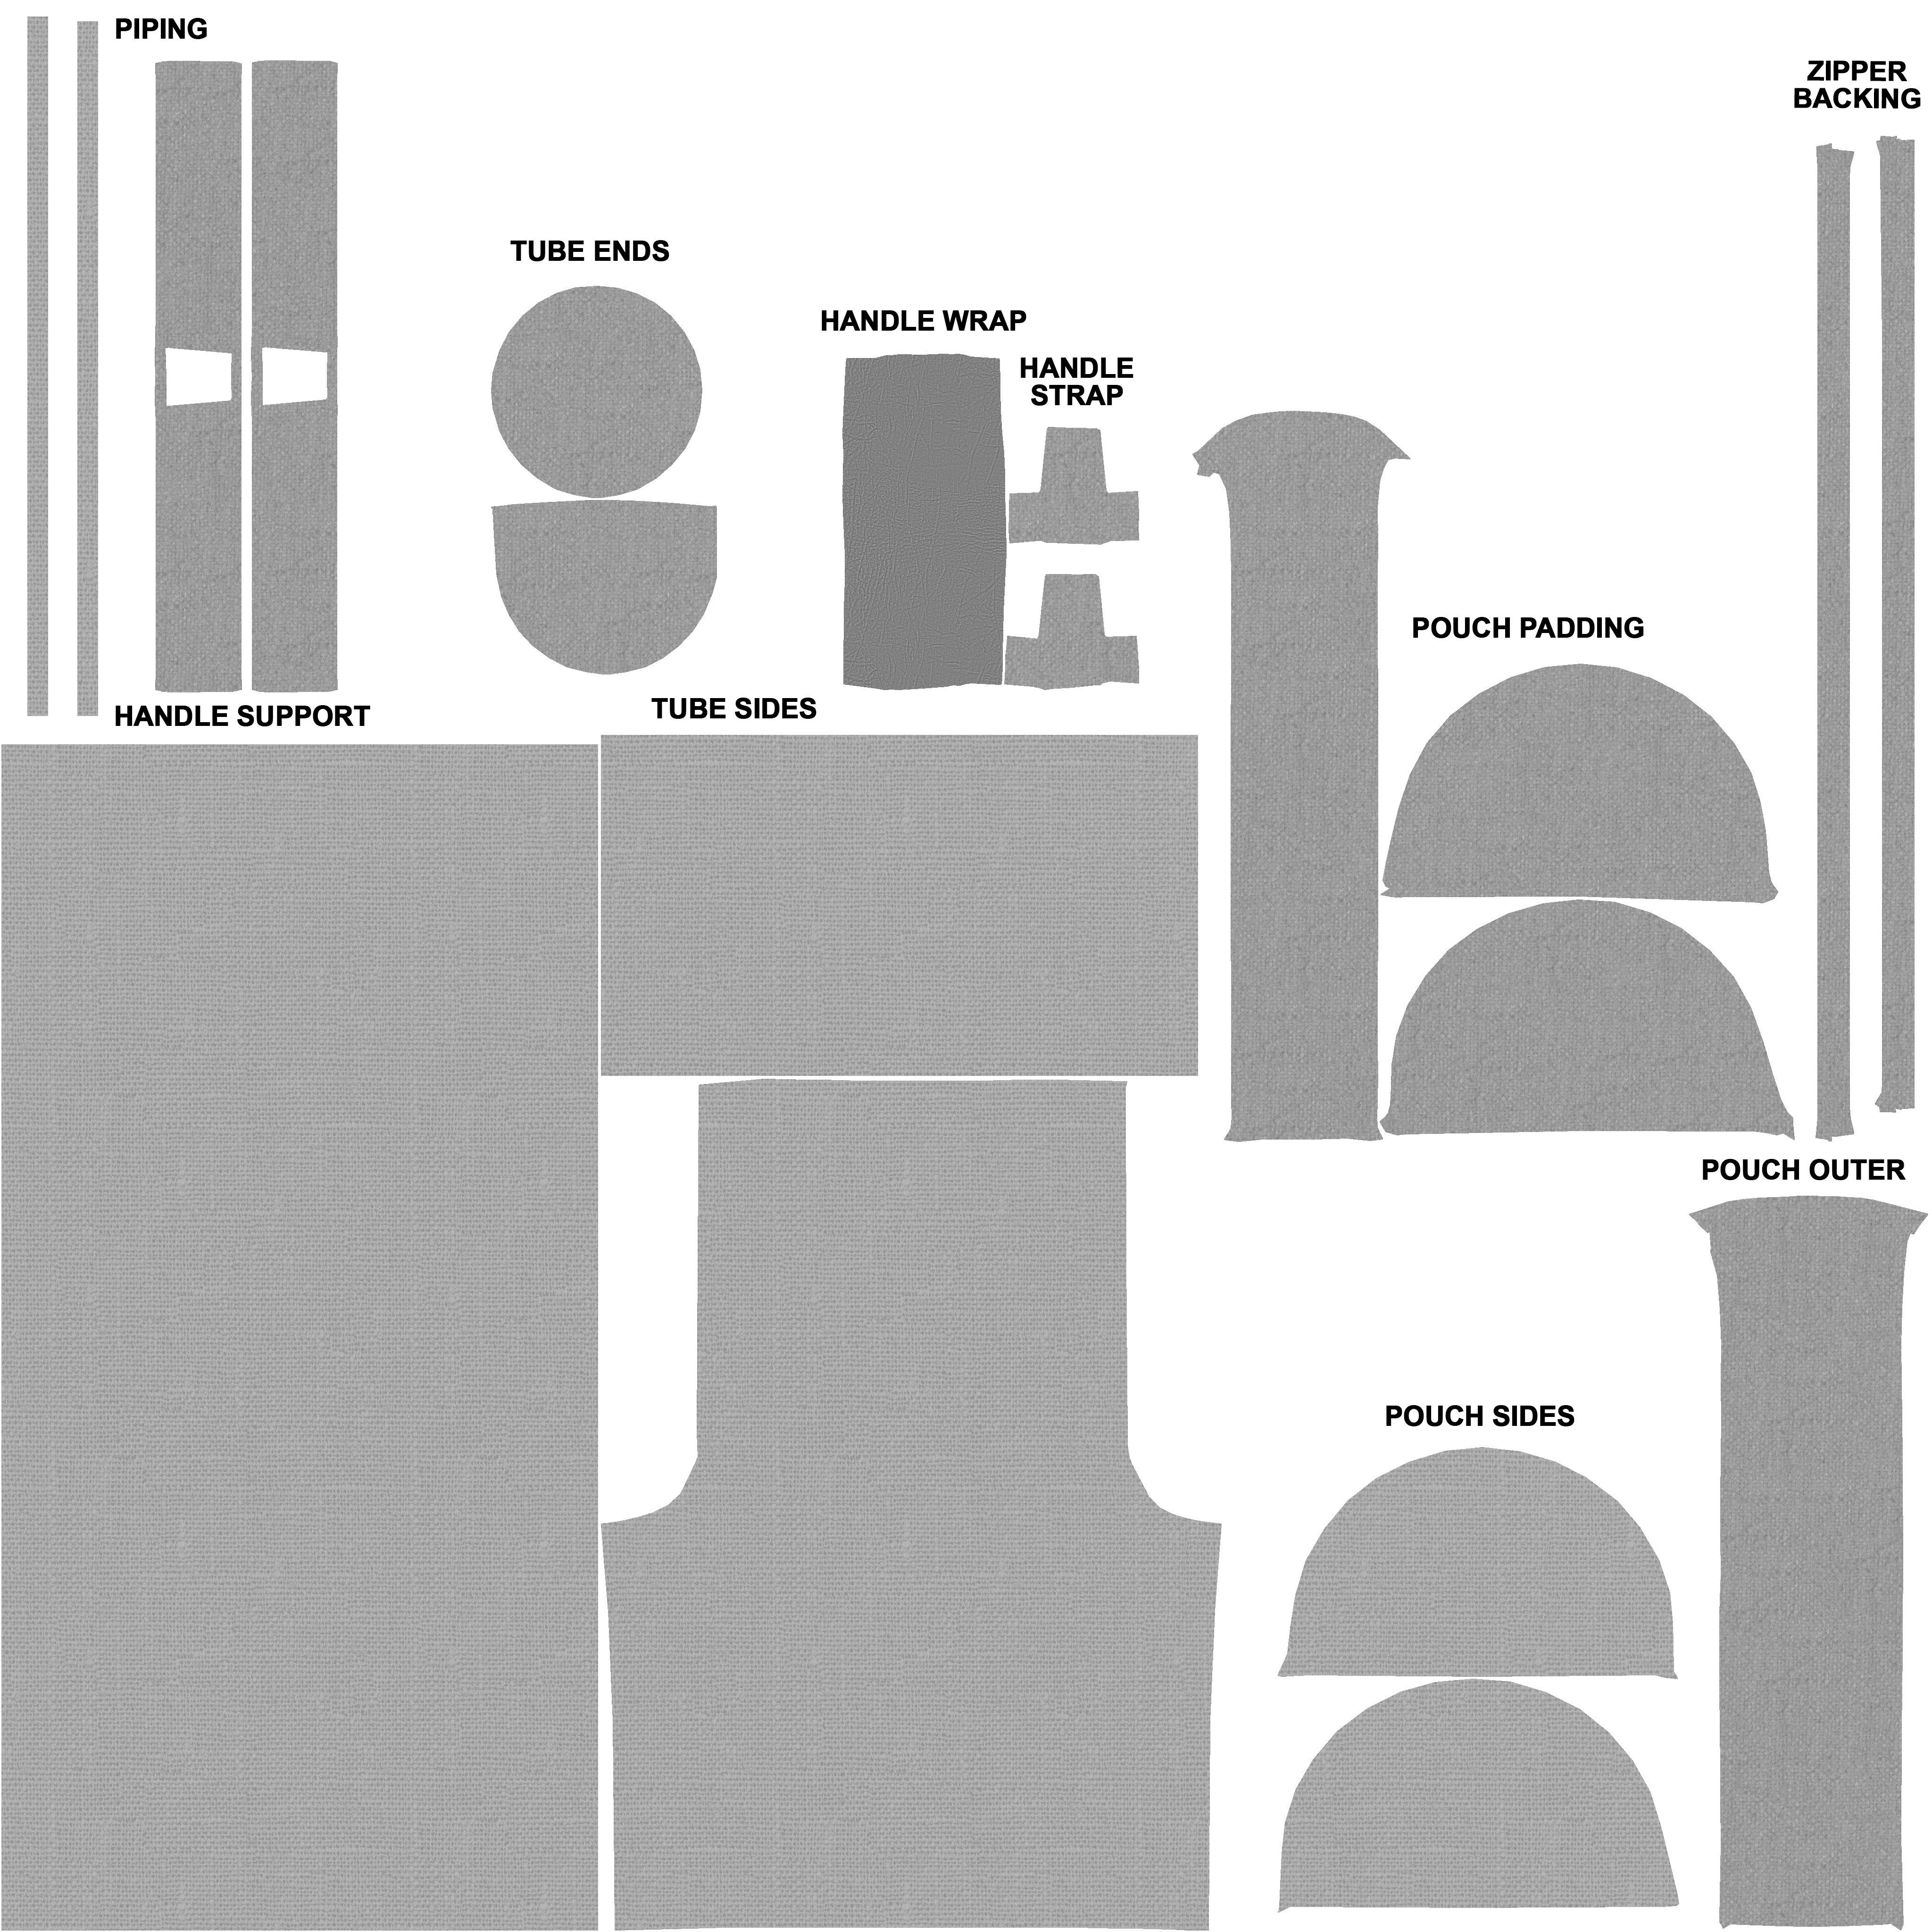 PIPING
ZIPPER
BACKING
TUBE ENDS
HANDLE WRAP
HANDLE
STRAP
POUCH PADDING
HANDLE SUPPORT
TUBE SIDES
POUCH OUTER
POUCH SIDES